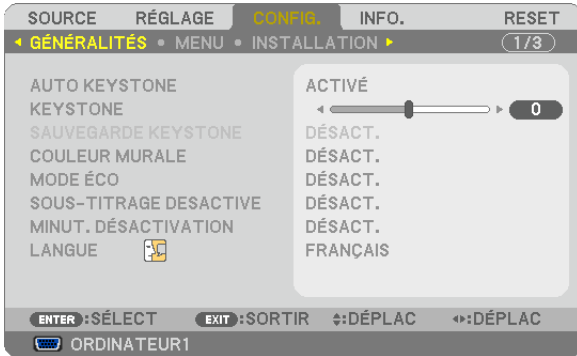 SOURCE RÉGLAGE CONFIG. INFO. RESET
GÉNÉRALITÉS • MENU • INSTALLATION 1/3
AUTO KEYSTONE ACTIVÉ
KEYSTONE 0
SAUVEGARDE KEYSTONE DÉSACT.
COULEUR MURALE DÉSACT.
MODE ÉCO DÉSACT.
SOUS-TITRAGE DESACTIVE DÉSACT.
MINUT. DÉSACTIVATION DÉSACT.
LANGUE FRANÇAIS
ENTER :SÉLECT EXIT :SORTIR :DÉPLAC :DÉPLAC
ORDINATEUR1